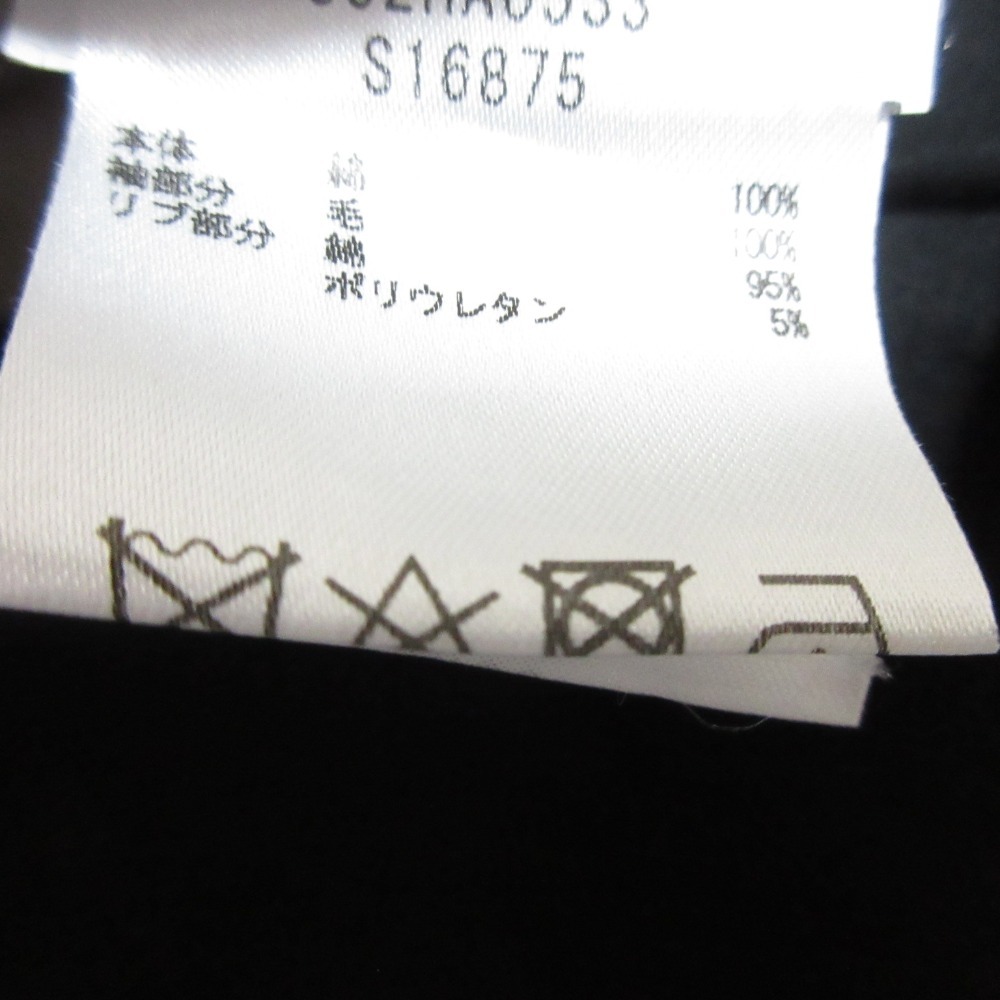 S16875
本体 綿 100%
袖部分 毛 100%
リブ部分 綿 95%
ポリウレタン 5%